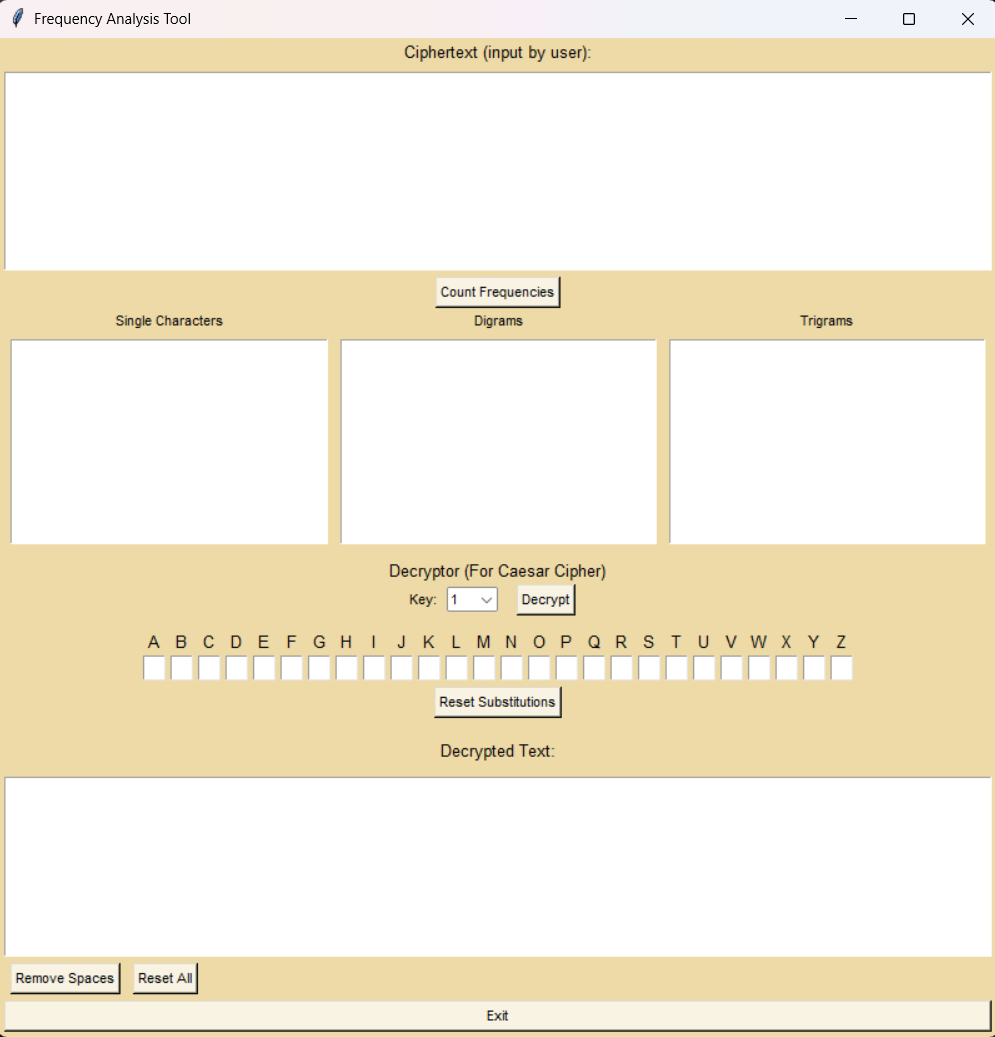 Frequency Analysis Tool
Ciphertext (input by user):
Count Frequencies
Single Characters Digrams Trigrams
Decryptor (For Caesar Cipher)
Key: 1 Decrypt
A B C D E F G H I J K L M N O P Q R S T U V W X Y Z
Reset Substitutions
Decrypted Text:
Remove Spaces Reset All
Exit